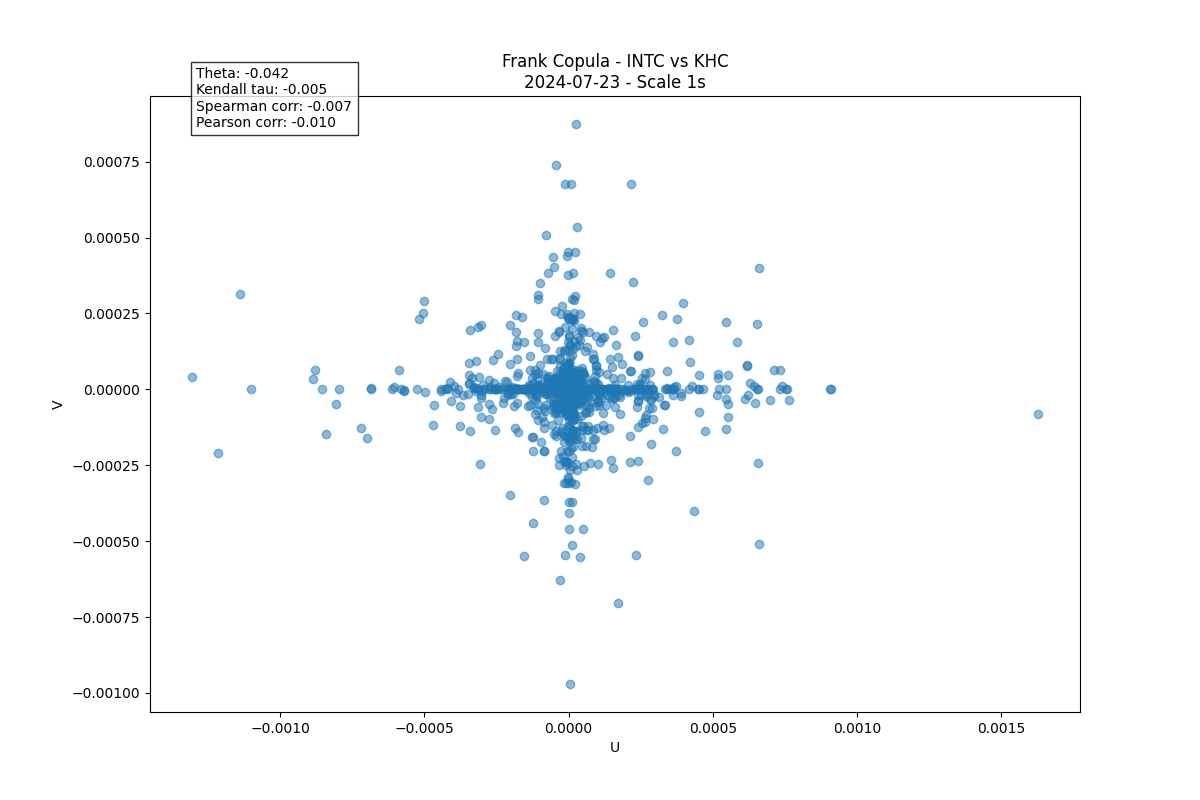 Frank Copula - INTC vs KHC
2024-07-23 - Scale 1s
Theta: -0.042
Kendall tau: -0.005
Spearman corr: -0.007
Pearson corr: -0.010
V
0.00075
0.00050
0.00025
0.00000
−0.00025
−0.00050
−0.00075
−0.00100
−0.0010
−0.0005
0.0000
0.0005
0.0010
0.0015
U